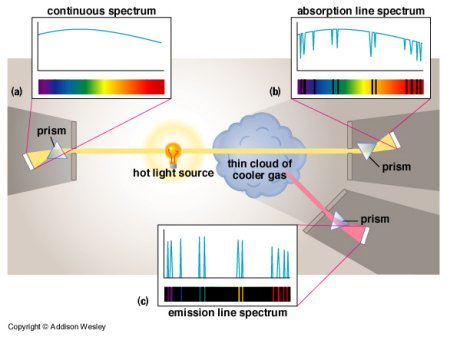 continuous spectrum
absorption line spectrum
(a)
(b)
prism
hot light source
thin cloud of
cooler gas
prism
prism
(c)
emission line spectrum
Copyright © Addison Wesley